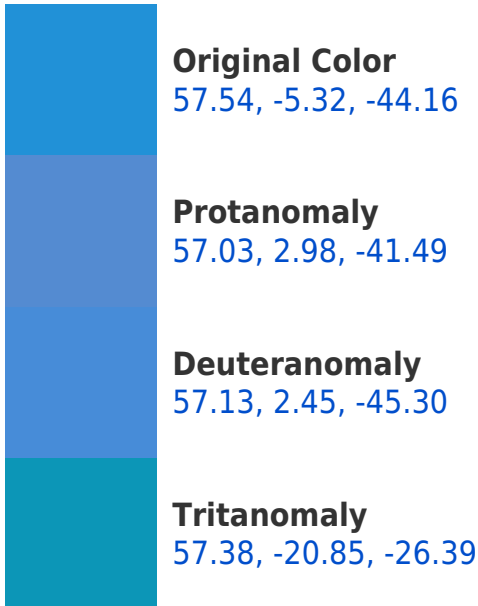 Original Color
57.54, -5.32, -44.16
Protanomaly
57.03, 2.98, -41.49
Deuteranomaly
57.13, 2.45, -45.30
Tritanomaly
57.38, -20.85, -26.39